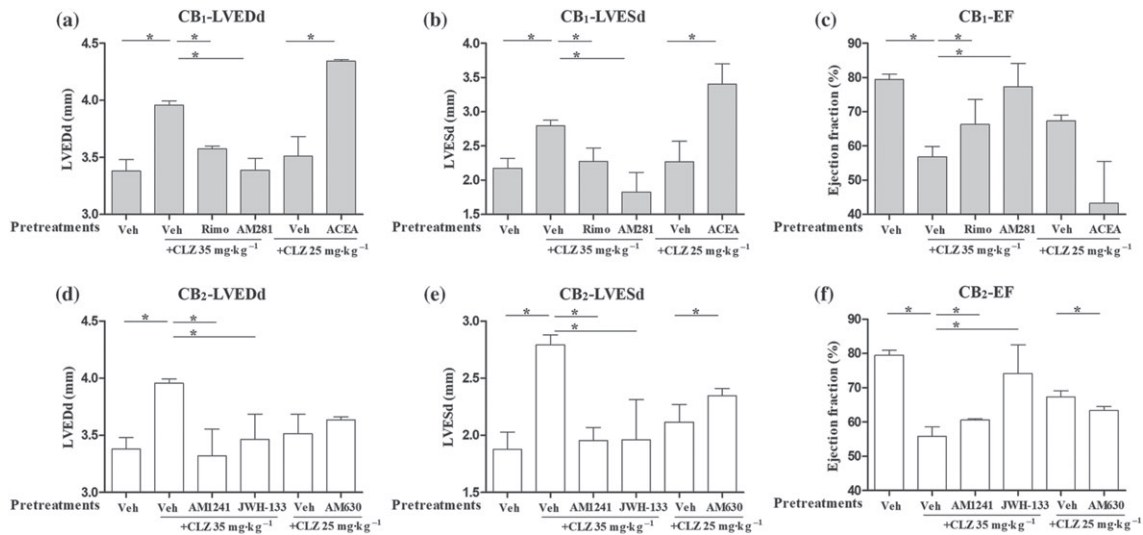 (a) CB₁-LVEDd
*
*
*
4.5
4.0
3.5
3.0
LVEDd (mm)
Pretreatments
Veh Veh Rimo AM281 Veh ACEA
+CLZ 35 mg·kg⁻¹ +CLZ 25 mg·kg⁻¹
(b) CB₁-LVESd
*
*
*
5.0
4.5
4.0
3.5
3.0
2.5
2.0
1.5
LVESd (mm)
Veh Veh Rimo AM281 Veh ACEA
+CLZ 35 mg·kg⁻¹ +CLZ 25 mg·kg⁻¹
(c) CB₁-EF
* *
*
90
80
70
60
50
40
Ejection fraction (%)
Pretreatments
Veh Veh Rimo AM281 Veh ACEA
+CLZ 35 mg·kg⁻¹ +CLZ 25 mg·kg⁻¹
(d) CB₂-LVEDd
* *
*
4.5
4.0
3.5
3.0
LVEDd (mm)
Pretreatments
Veh Veh AM1241 JWH-133 Veh AM630
+CLZ 35 mg·kg⁻¹ +CLZ 25 mg·kg⁻¹
(e) CB₂-LVESd
* * *
*
3.0
2.5
2.0
1.5
LVESd (mm)
Pretreatments
Veh Veh AM1241 JWH-133 Veh AM630
+CLZ 35 mg·kg⁻¹ +CLZ 25 mg·kg⁻¹
(f) CB₂-EF
* * *
*
90
80
70
60
50
40
Ejection fraction (%)
Pretreatments
Veh Veh AM1241 JWH-133 Veh AM630
+CLZ 35 mg·kg⁻¹ +CLZ 25 mg·kg⁻¹